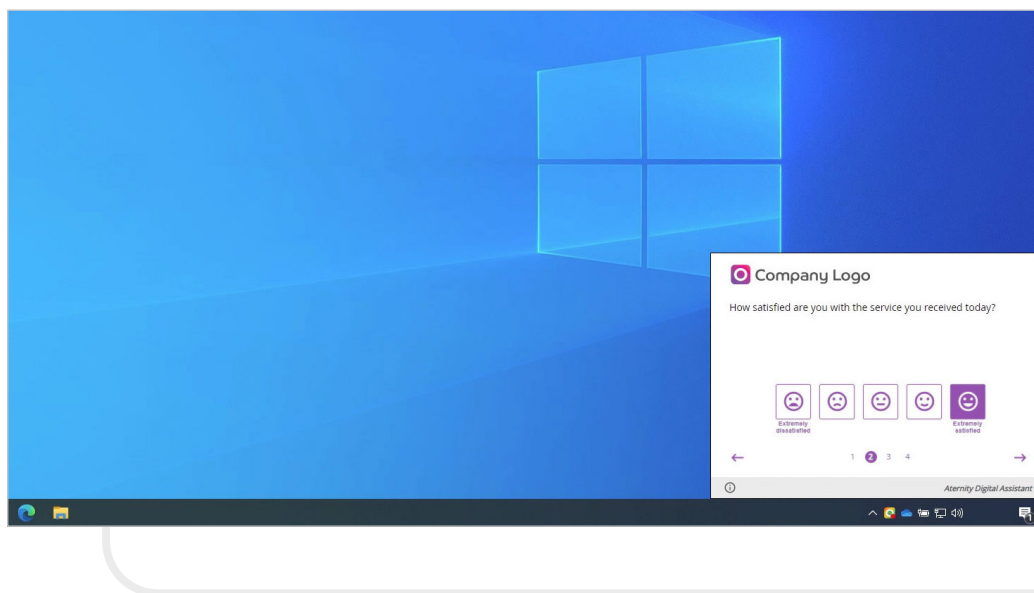 Company Logo
How satisfied are you with the service you received today?
Extremely
dissatisfied
Extremely
satisfied
1 2 3 4
Aternity Digital Assistant
1